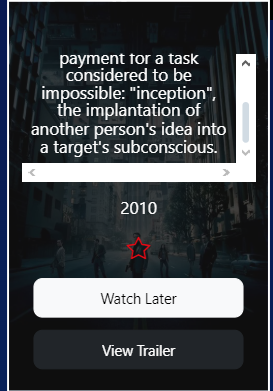 payment for a task
considered to be
impossible: "inception",
the implantation of
another person's idea into
a target's subconscious.
2010
Watch Later
View Trailer